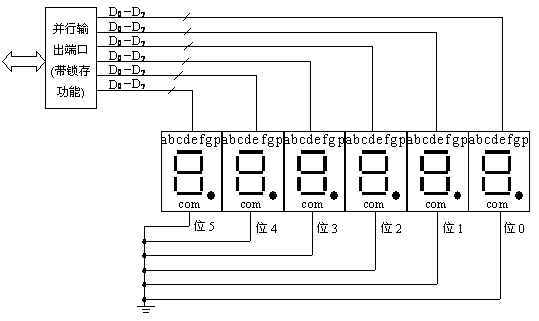 并行输
出端口
(带锁存
功能)
D0-D7
D0-D7
D0-D7
D0-D7
D0-D7
D0-D7
abcdefgp abcdefgp abcdefgp abcdefgp abcdefgp abcdefgp
com com com com com com
位5 位4 位3 位2 位1 位0